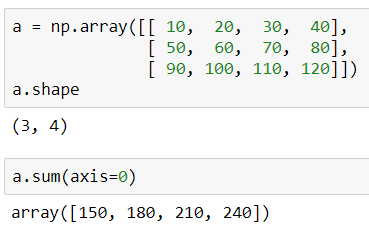 a = np.array([[ 10,  20,  30,  40],
              [ 50,  60,  70,  80],
              [ 90, 100, 110, 120]])
a.shape
(3, 4)
a.sum(axis=0)
array([150, 180, 210, 240])